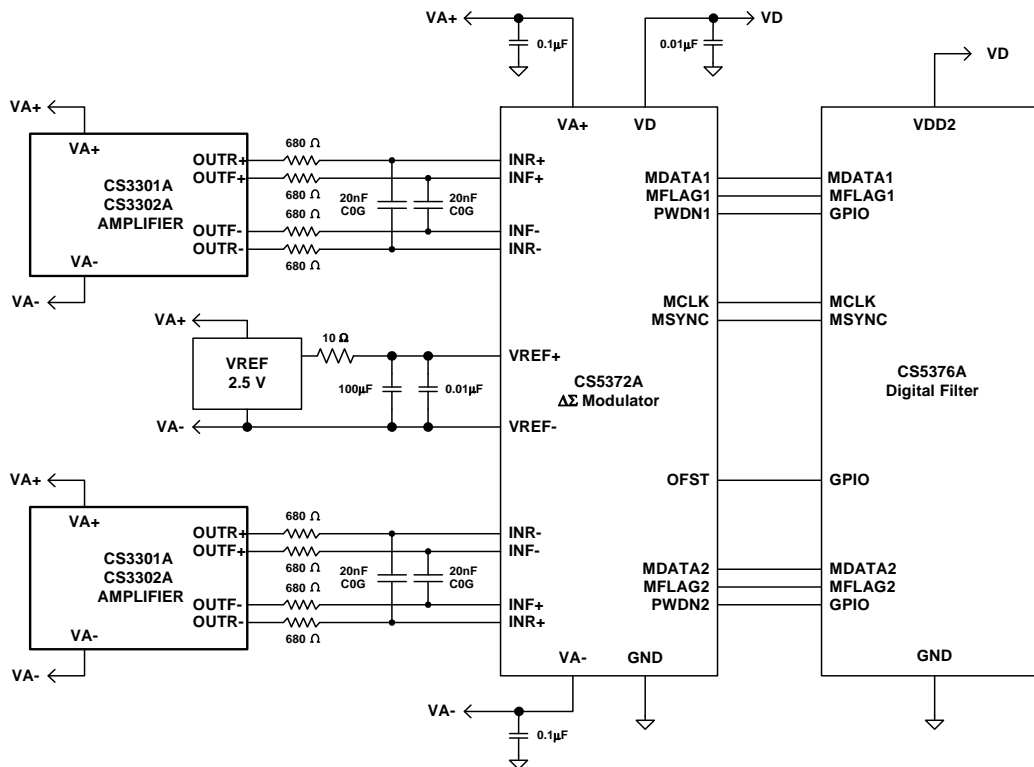 VA+
0.1µF
0.01µF
VD
VD
VA+
VA+
OUTR+
OUTF+
CS3301A
CS3302A
AMPLIFIER
OUTF-
OUTR-
VA-
VA-
680 Ω
680 Ω
680 Ω
680 Ω
20nF
C0G
20nF
C0G
VA+
VD
INR+
INF+
INF-
INR-
MDATA1
MFLAG1
PWDN1
VDD2
MDATA1
MFLAG1
GPIO
MCLK
MSYNC
MCLK
MSYNC
VA+
VREF
2.5 V
10 Ω
100µF
0.01µF
VREF+
VREF-
VA-
CS5372A
ΔΣ Modulator
CS5376A
Digital Filter
OFST
GPIO
VA+
VA+
OUTR+
OUTF+
CS3301A
CS3302A
AMPLIFIER
OUTF-
OUTR-
VA-
VA-
680 Ω
680 Ω
680 Ω
680 Ω
20nF
C0G
20nF
C0G
INR-
INF-
INF+
INR+
MDATA2
MFLAG2
PWDN2
MDATA2
MFLAG2
GPIO
VA-
GND
GND
VA-
0.1µF